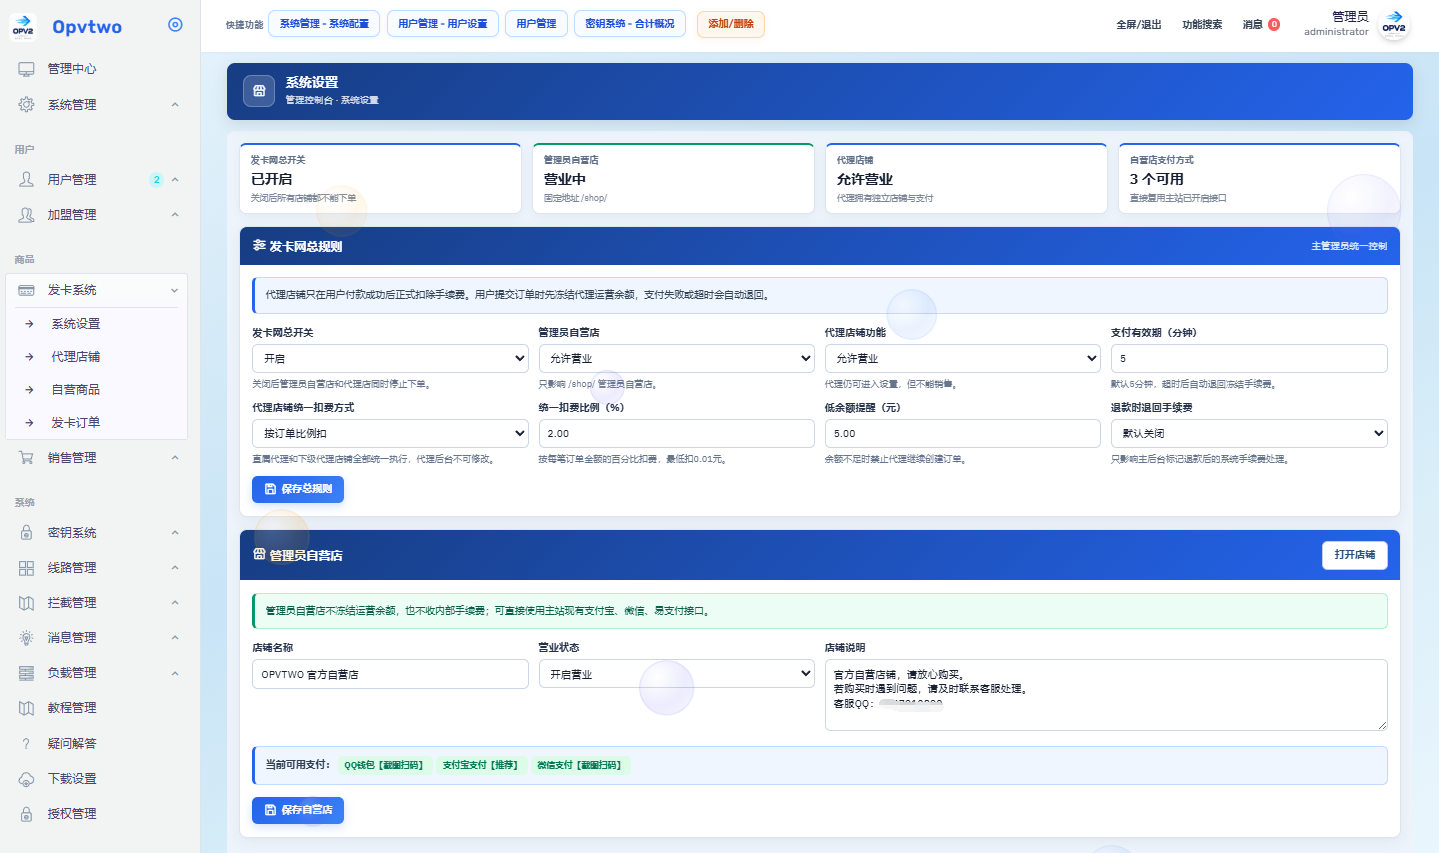 OPV2
Opvtwo
快捷功能
系统管理 - 系统配置
用户管理 - 用户设置
用户管理
密钥系统 - 合计概况
添加/删除
全屏/退出
功能搜索
消息 0
管理员
administrator
OPV2
管理中心
系统管理
用户
用户管理 2
加盟管理
商品
发卡系统
系统设置
代理店铺
自营商品
发卡订单
销售管理
系统
密钥系统
线路管理
拦截管理
消息管理
负载管理
教程管理
疑问解答
下载设置
授权管理
系统设置
管理控制台 · 系统设置
发卡网总开关
已开启
关闭后所有店铺都不能下单
管理员自营店
营业中
固定地址 /shop/
代理店铺
允许营业
代理拥有独立店铺与支付
自营店支付方式
3 个可用
直接复用主站已开启接口
发卡网总规则
主管理员统一控制
代理店铺只在用户付款成功后正式扣除手续费。用户提交订单时先冻结代理运营余额，支付失败或超时会自动退回。
发卡网总开关
开启
关闭后管理员自营店和代理店同时停止下单。
管理员自营店
允许营业
只影响 /shop/ 管理员自营店。
代理店铺功能
允许营业
代理仍可进入设置，但不能销售。
支付有效期（分钟）
5
默认5分钟，超时后自动退回冻结手续费。
代理店铺统一扣费方式
按订单比例扣
直属代理和下级代理店铺全部统一执行，代理后台不可修改。
统一扣费比例（%）
2.00
按每笔订单金额的百分比扣费，最低扣0.01元。
低余额提醒（元）
5.00
余额不足时禁止代理继续创建订单。
退款时退回手续费
默认关闭
只影响主后台标记退款后的系统手续费处理。
保存总规则
管理员自营店
打开店铺
管理员自营店不冻结运营余额，也不收内部手续费；可直接使用主站现有支付宝、微信、易支付接口。
店铺名称
OPVTWO 官方自营店
营业状态
开启营业
店铺说明
官方自营店铺，请放心购买。
若购买时遇到问题，请及时联系客服处理。
客服QQ：
当前可用支付：
QQ钱包【截图扫码】
支付宝支付【推荐】
微信支付【截图扫码】
保存自营店